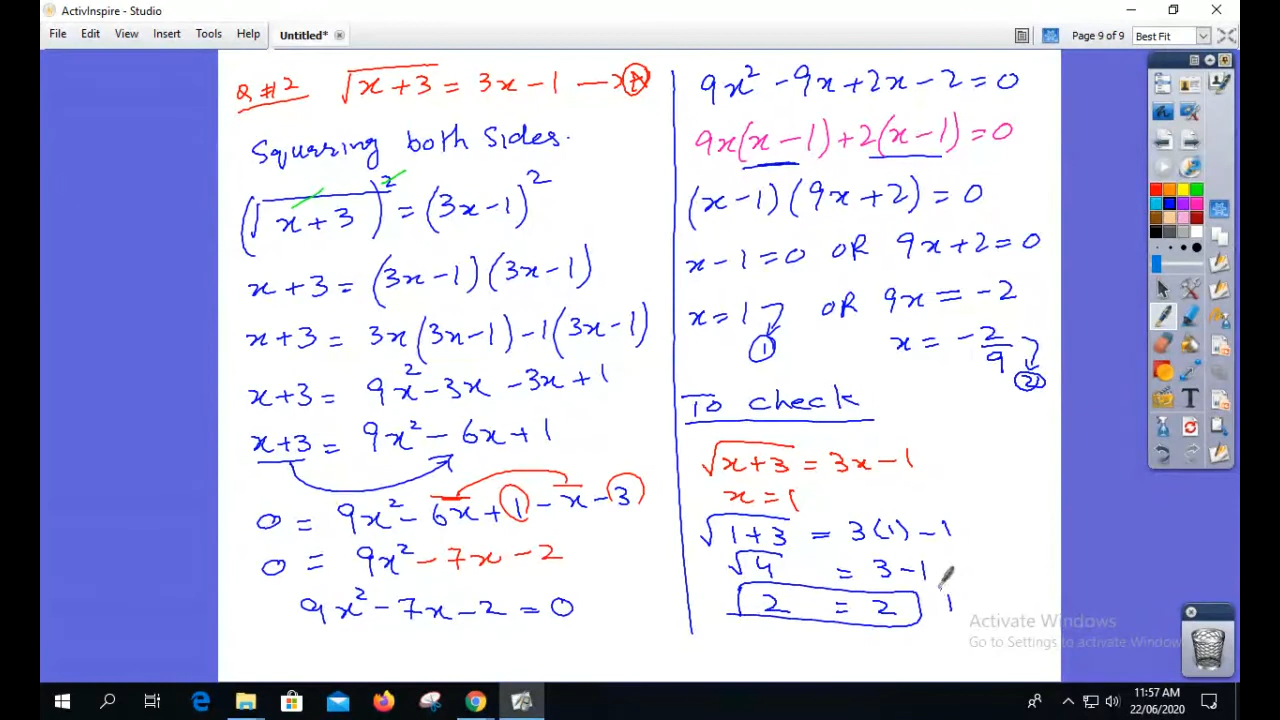 ActivInspire - Studio
File Edit View Insert Tools Help Untitled* Page 9 of 9 Best Fit
Q #2 √x+3 = 3x-1
Squrring both Sides.
(√x+3)² = (3x-1)²
x+3 = (3x-1)(3x-1)
x+3 = 3x(3x-1)-1(3x-1)
x+3 = 9x²-3x-3x+1
x+3 = 9x²-6x+1
0 = 9x²-6x+1-x-3
0 = 9x²-7x-2
9x²-7x-2=0
9x²-9x+2x-2=0
9x(x-1)+2(x-1)=0
(x-1)(9x+2)=0
x-1=0 OR 9x+2=0
x=1 OR 9x=-2
① x=-2/9
②
To check
√x+3 = 3x-1
x=1
√1+3 = 3(1)-1
√4 = 3-1
2 = 2 1
Activate Windows
Go to Settings to activate Windows.
T
11:57 AM
22/06/2020